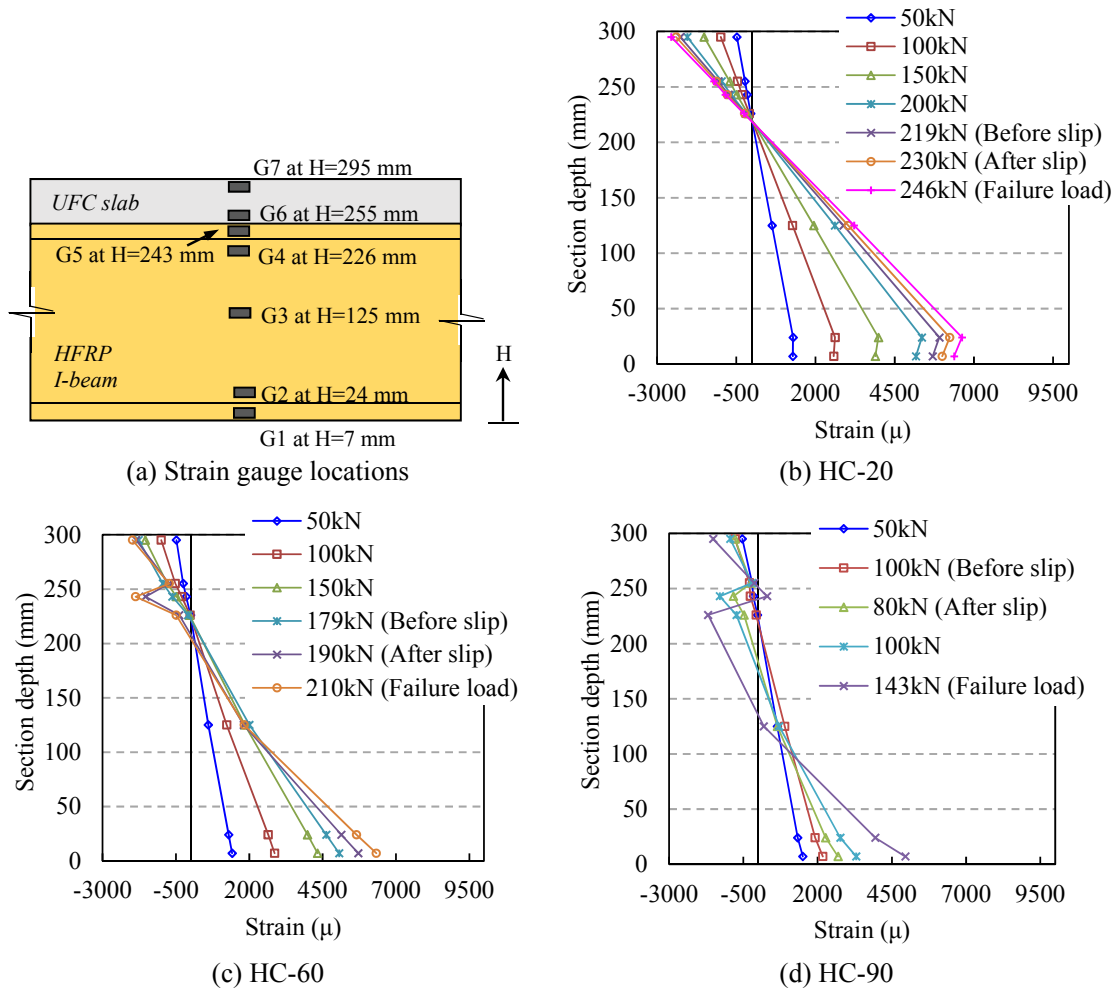 G7 at H=295 mm
UFC slab
G6 at H=255 mm
G5 at H=243 mm
G4 at H=226 mm
G3 at H=125 mm
HFRP
I-beam
G2 at H=24 mm
G1 at H=7 mm
H
(a) Strain gauge locations
50kN
100kN
150kN
200kN
219kN (Before slip)
230kN (After slip)
246kN (Failure load)
Section depth (mm)
300
250
200
150
100
50
0
-3000 -500 2000 4500 7000 9500
Strain (μ)
(b) HC-20
50kN
100kN
150kN
179kN (Before slip)
190kN (After slip)
210kN (Failure load)
Section depth (mm)
300
250
200
150
100
50
0
-3000 -500 2000 4500 7000 9500
Strain (μ)
(c) HC-60
50kN
100kN (Before slip)
80kN (After slip)
100kN
143kN (Failure load)
Section depth (mm)
300
250
200
150
100
50
0
-3000 -500 2000 4500 7000 9500
Strain (μ)
(d) HC-90